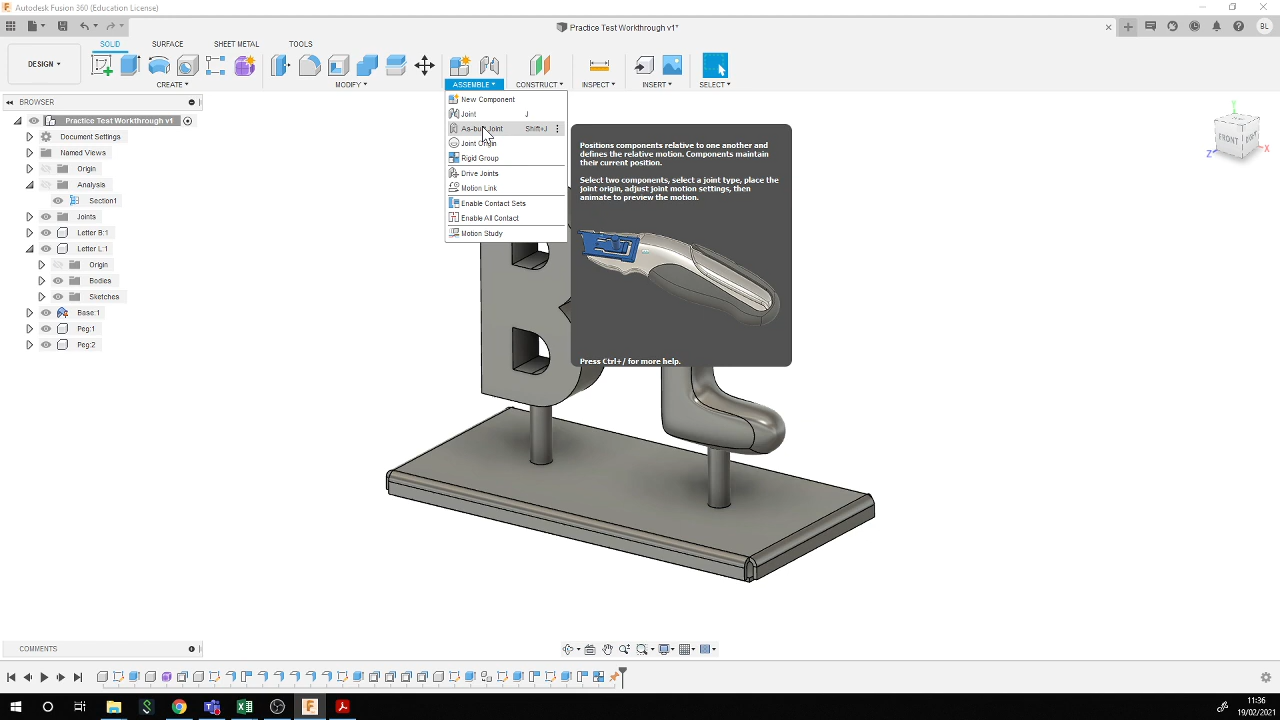 Autodesk Fusion 360 (Education License)
Practice Test Workthrough v1*
BL
DESIGN
SOLID
SURFACE
SHEET METAL
TOOLS
CREATE
MODIFY
ASSEMBLE
CONSTRUCT
INSPECT
INSERT
SELECT
BROWSER
Practice Test Workthrough v1
Document Settings
Named Views
Origin
Analysis
Section1
Joints
Letter B:1
Letter L:1
Origin
Bodies
Sketches
Base:1
Peg:1
Peg:2
New Component
Joint J
As-built Joint Shift+J
Joint Origin
Rigid Group
Drive Joints
Motion Link
Enable Contact Sets
Enable All Contact
Motion Study
Positions components relative to one another and
defines the relative motion. Components maintain
their current position.
Select two components, select a joint type, place the
joint origin, adjust joint motion settings, then
animate to preview the motion.
Press Ctrl+/ for more help.
FRONT
Z
X
COMMENTS
11:36
19/02/2021